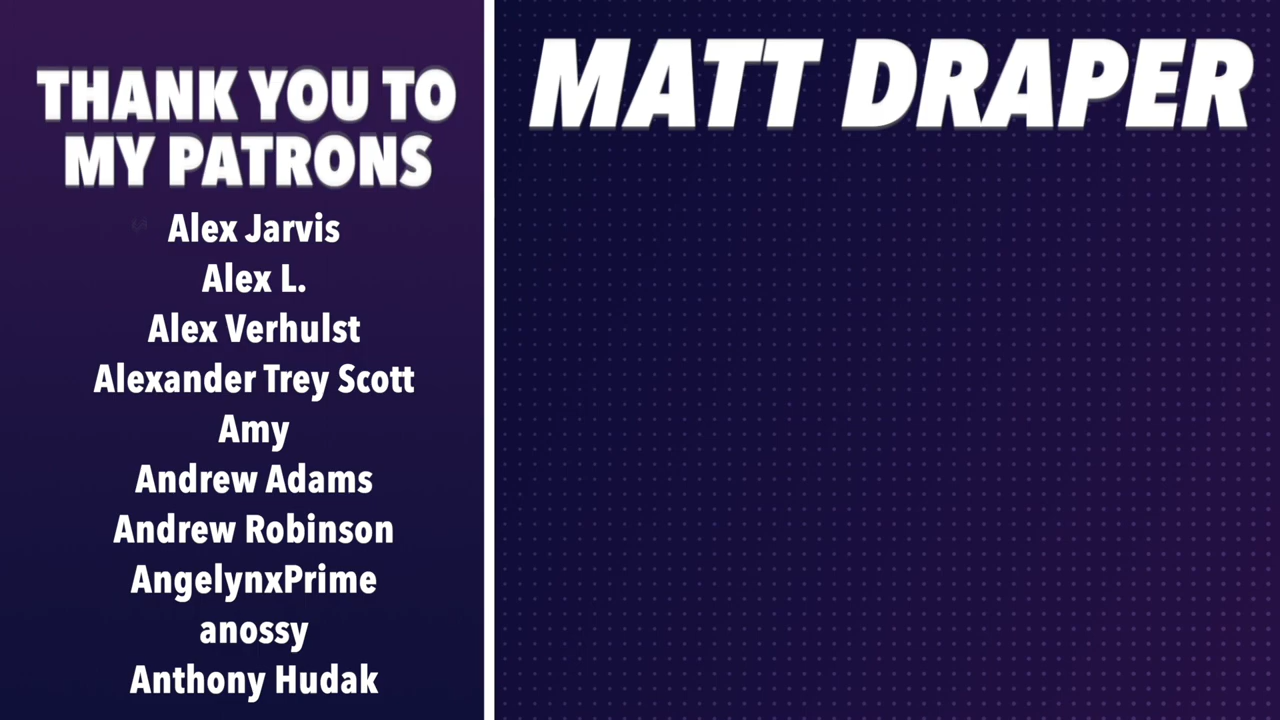 THANK YOU TO
MY PATRONS
Alex Jarvis
Alex L.
Alex Verhulst
Alexander Trey Scott
Amy
Andrew Adams
Andrew Robinson
AngelynxPrime
anossy
Anthony Hudak
MATT DRAPER